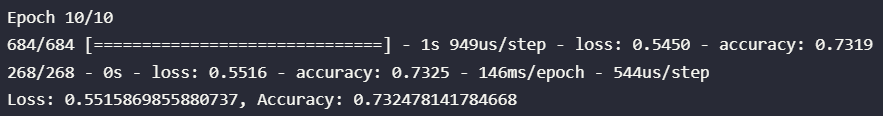 Epoch 10/10
684/684 [==============================] - 1s 949us/step - loss: 0.5450 - accuracy: 0.7319
268/268 - 0s - loss: 0.5516 - accuracy: 0.7325 - 146ms/epoch - 544us/step
Loss: 0.5515869855880737, Accuracy: 0.732478141784668